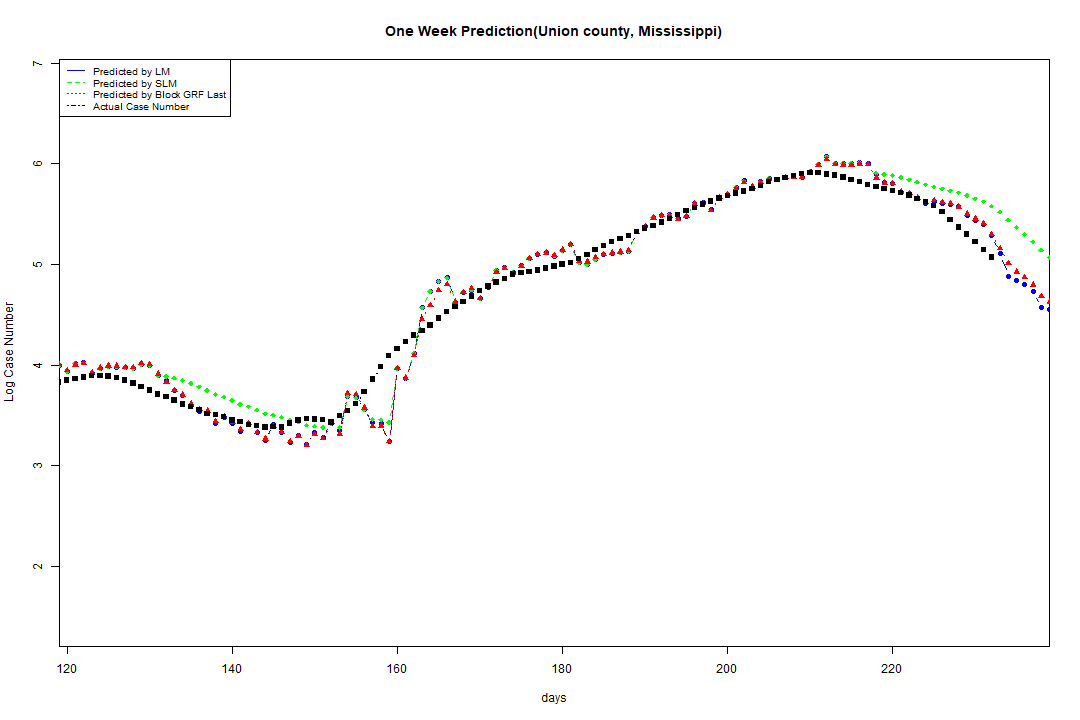 One Week Prediction(Union county, Mississippi)
Predicted by LM
Predicted by SLM
Predicted by Block GRF Last
Actual Case Number
7
6
5
4
3
2
Log Case Number
120 140 160 180 200 220
days